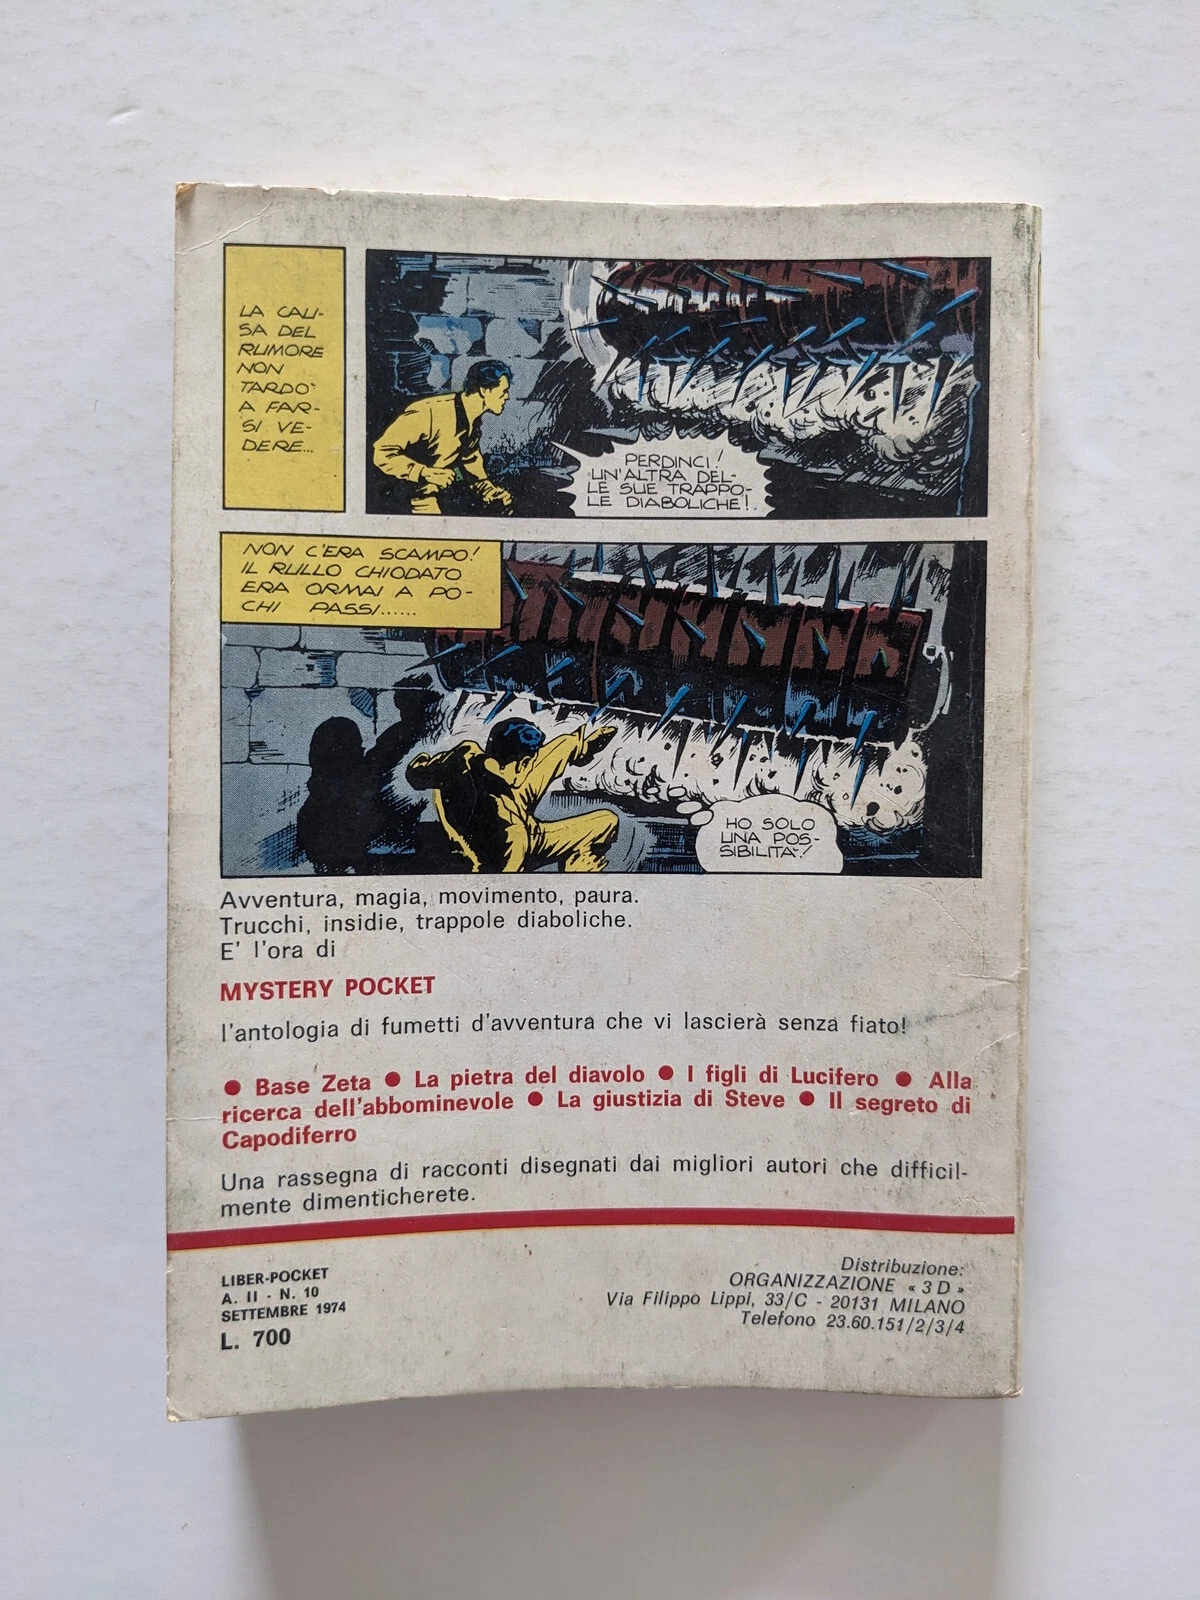 LA CAU-
SA DEL
RUMORE
NON
TARDO'
A FAR-
SI VE-
DERE...
PERDINCI!
UN'ALTRA DEL-
LE SUE TRAPPO-
LE DIABOLICHE!.
NON C'ERA SCAMPO!
IL RULLO CHIODATO
ERA ORMAI A PO-
CHI PASSI......
HO SOLO
UNA POS-
SIBILITA'!
Avventura, magia, movimento, paura.
Trucchi, insidie, trappole diaboliche.
E' l'ora di
MYSTERY POCKET
l'antologia di fumetti d'avventura che vi lascierà senza fiato!
● Base Zeta ● La pietra del diavolo ● I figli di Lucifero ● Alla
ricerca dell'abbominevole ● La giustizia di Steve ● Il segreto di
Capodiferro
Una rassegna di racconti disegnati dai migliori autori che difficil-
mente dimenticherete.
LIBER-POCKET
A. II - N. 10
SETTEMBRE 1974
L. 700
Distribuzione:
ORGANIZZAZIONE « 3 D »
Via Filippo Lippi, 33/C - 20131 MILANO
Telefono 23.60.151/2/3/4